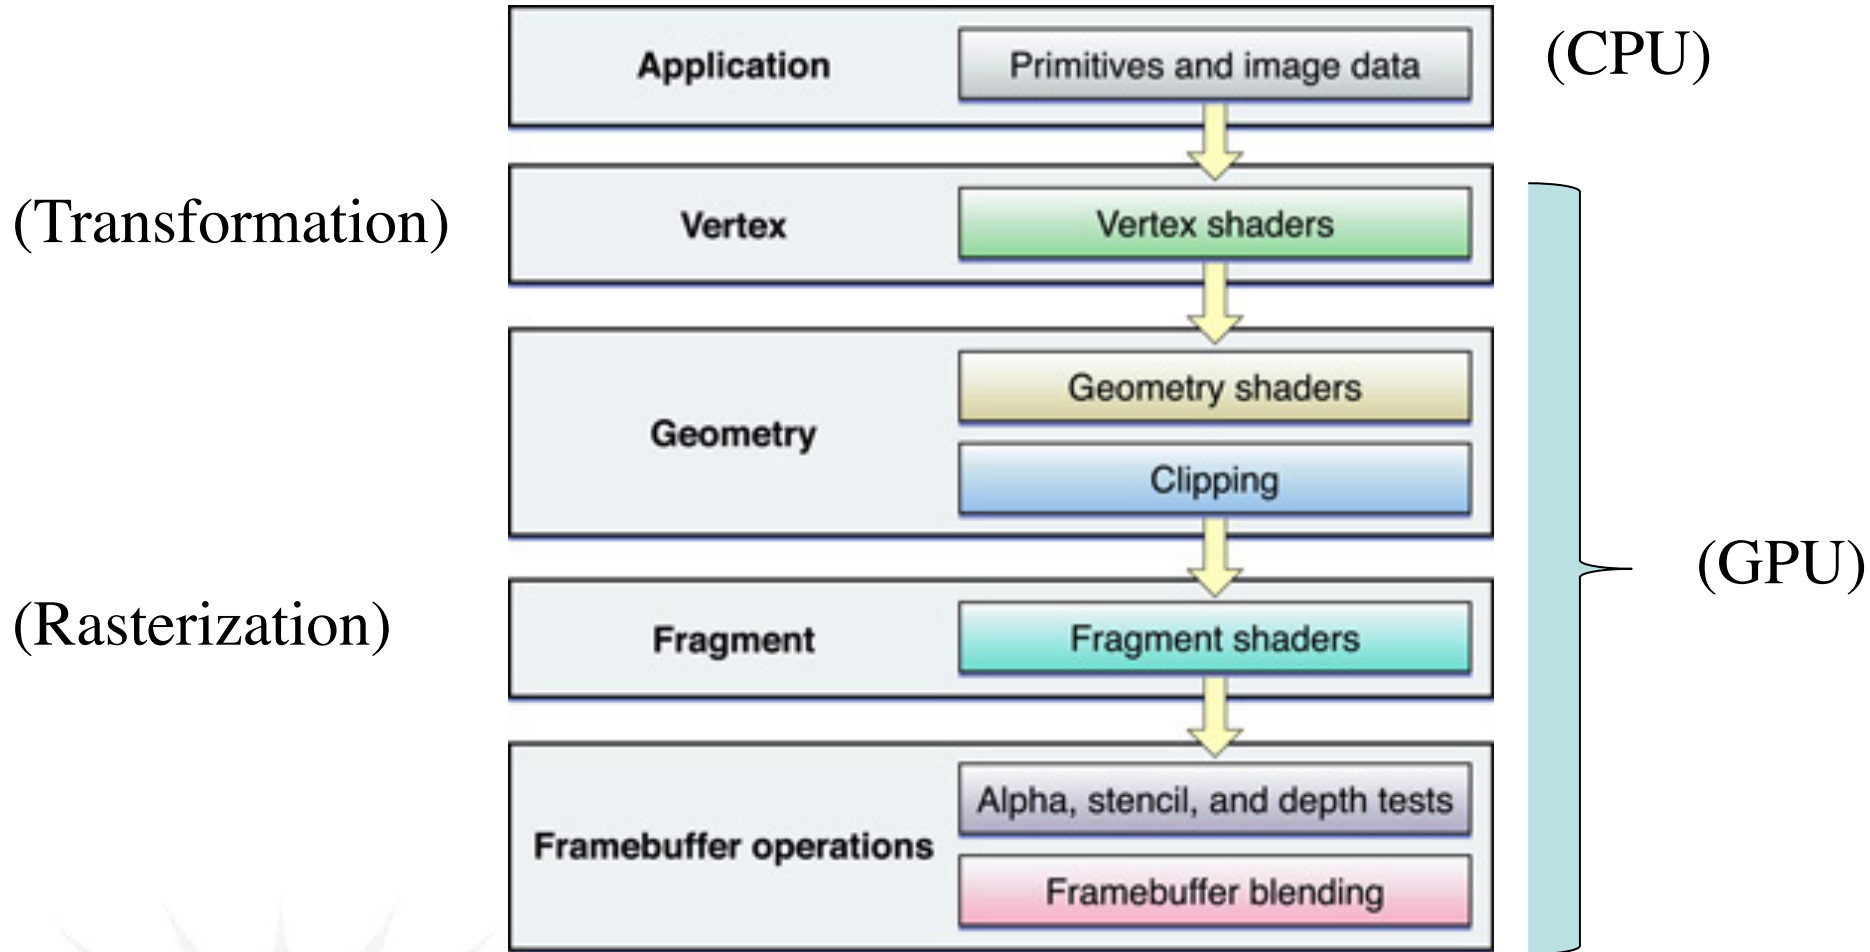 Application
Primitives and image data
(CPU)
(Transformation)
Vertex
Vertex shaders
Geometry
Geometry shaders
Clipping
(GPU)
(Rasterization)
Fragment
Fragment shaders
Framebuffer operations
Alpha, stencil, and depth tests
Framebuffer blending